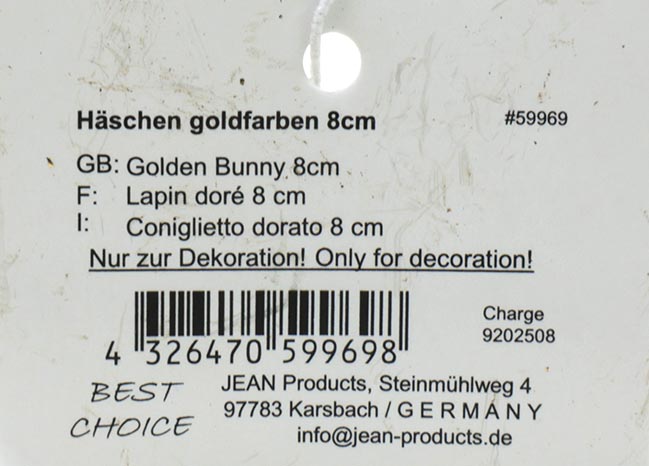 Häschen goldfarben 8cm #59969
GB: Golden Bunny 8cm
F: Lapin doré 8 cm
I: Coniglietto dorato 8 cm
Nur zur Dekoration! Only for decoration!
Charge
9202508
4 326470 599698
BEST
CHOICE
JEAN Products, Steinmühlweg 4
97783 Karsbach / GERMANY
info@jean-products.de